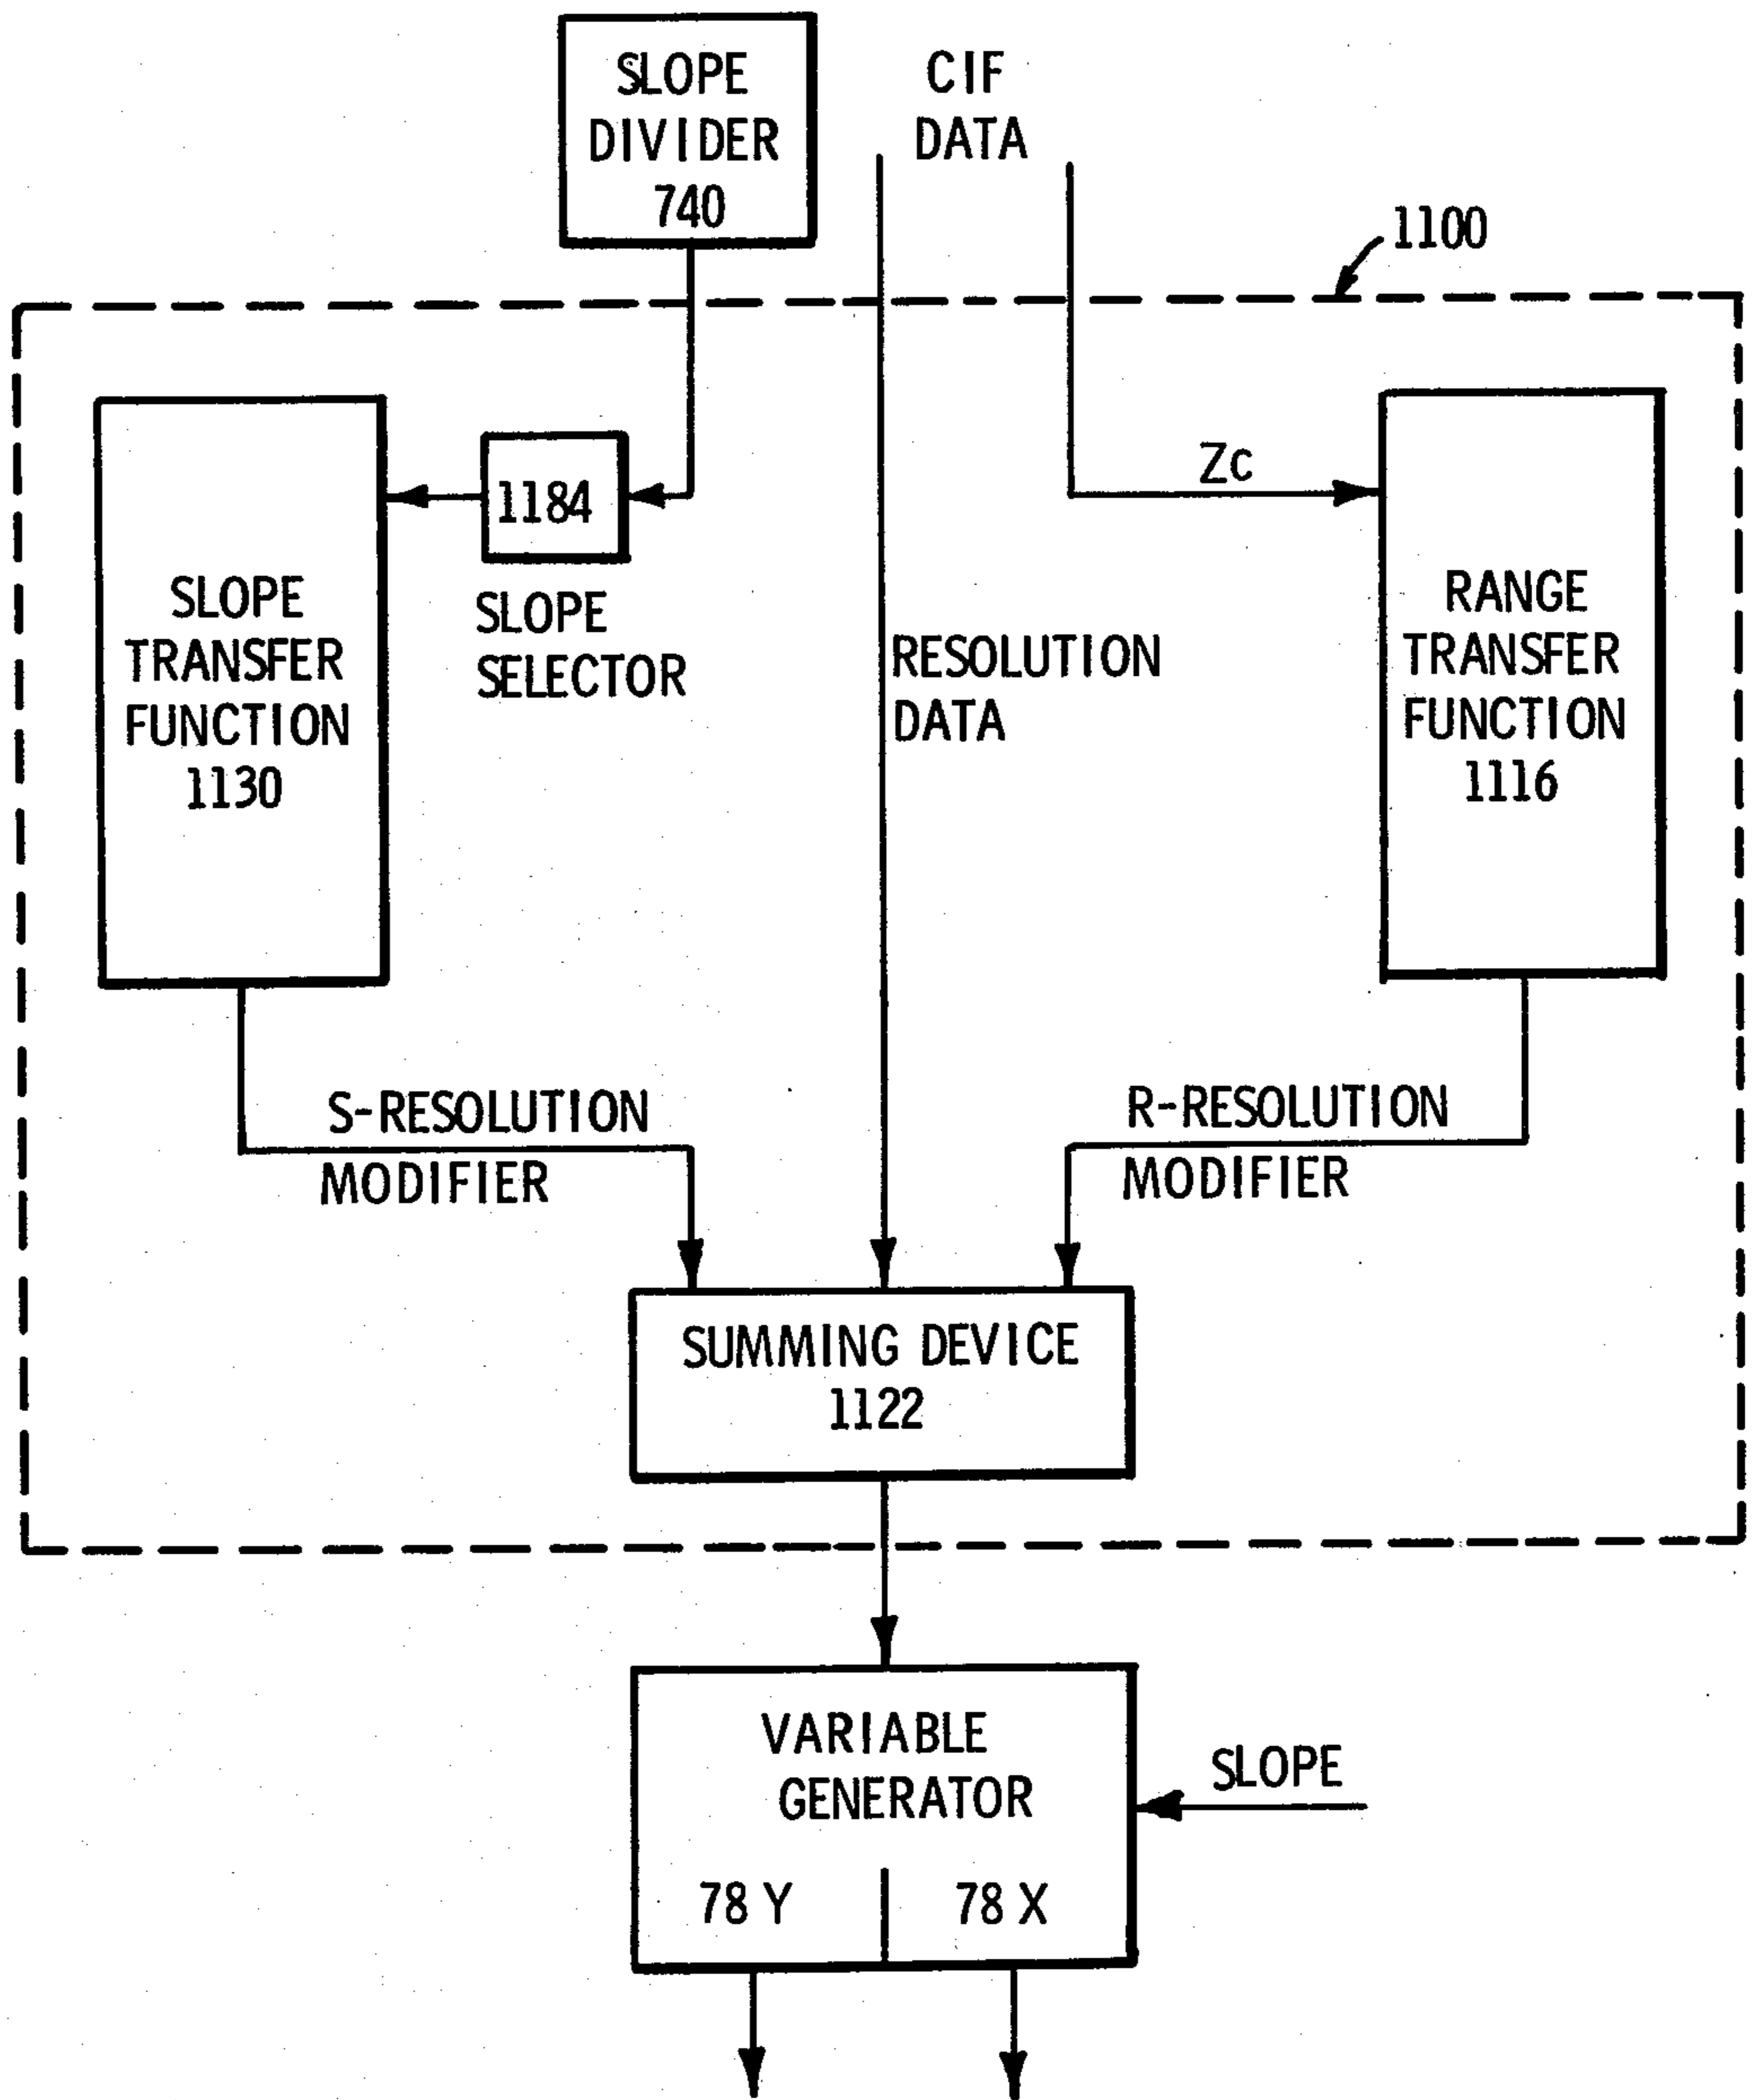 SLOPE
DIVIDER
740
CIF
DATA
1100
SLOPE
TRANSFER
FUNCTION
1130
1184
SLOPE
SELECTOR
RESOLUTION
DATA
Zc
RANGE
TRANSFER
FUNCTION
1116
S-RESOLUTION
MODIFIER
R-RESOLUTION
MODIFIER
SUMMING DEVICE
1122
VARIABLE
GENERATOR
78 Y
78 X
SLOPE